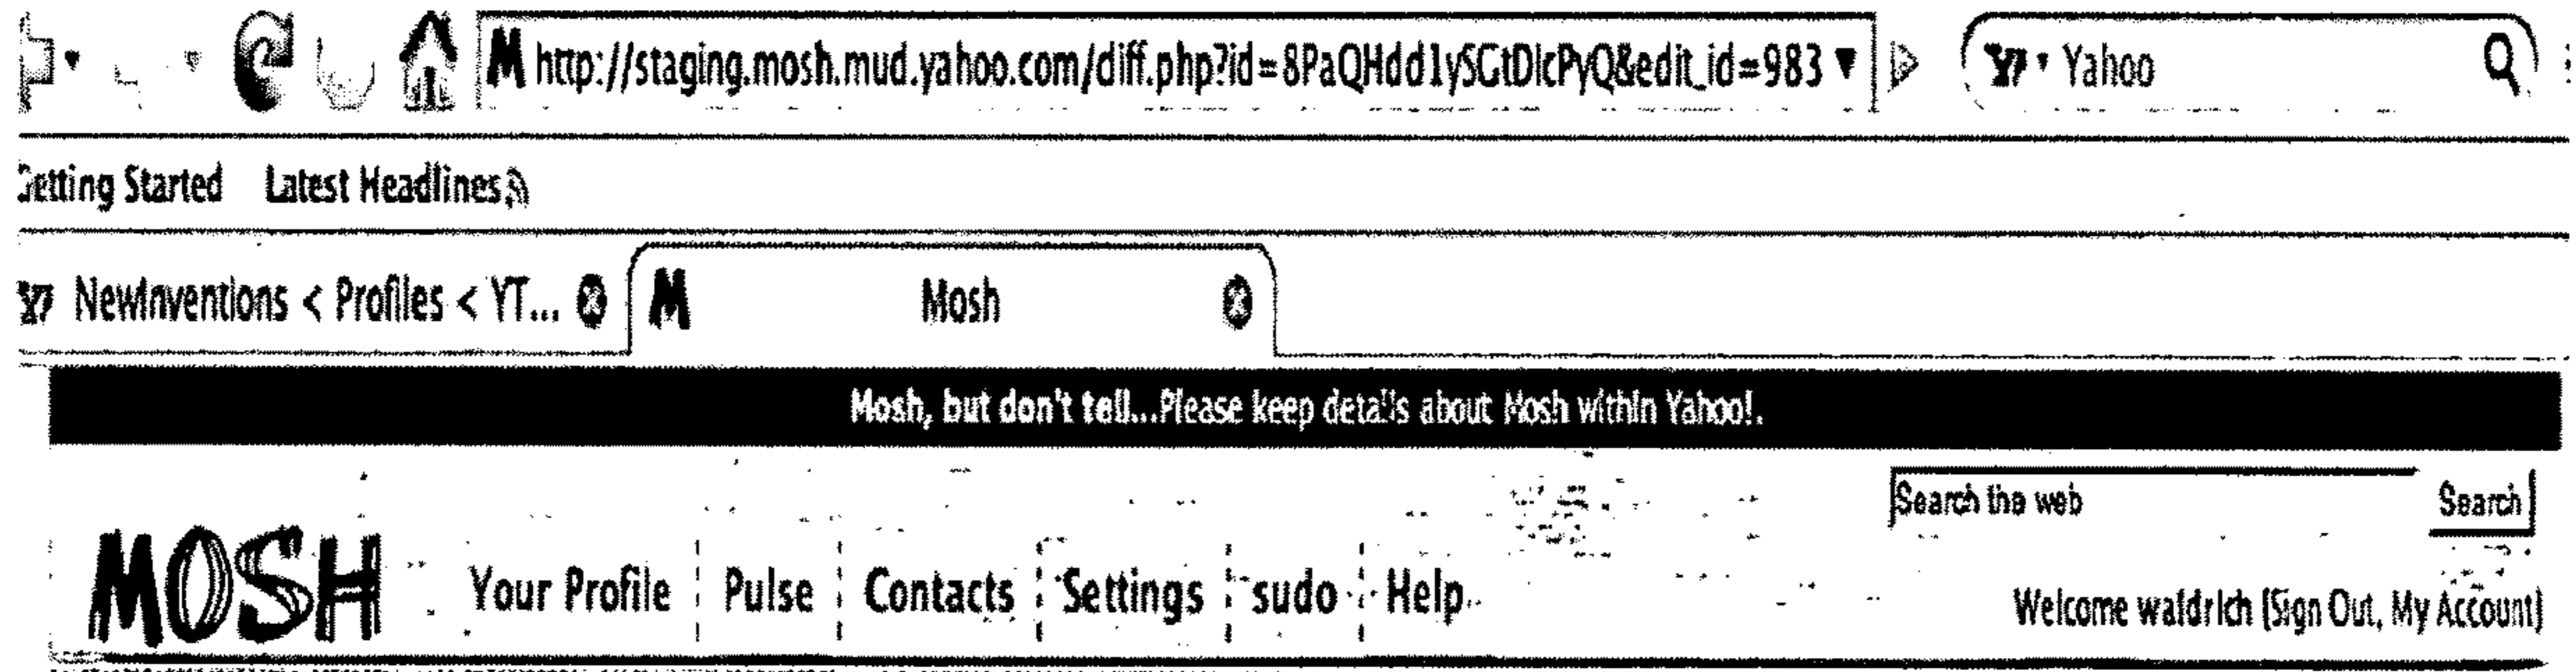 M http://staging.mosh.mud.yahoo.com/diff.php?id=8PaQHdd1ySGtDlcPyQ&edit_id=983 Y! Yahoo
Getting Started Latest Headlines
Y! NewInventions < Profiles < YT... M Mosh
Mosh, but don't tell...Please keep details about Mosh within Yahoo!.
Search the web Search
MOSH Your Profile Pulse Contacts Settings sudo Help
Welcome waldrich (Sign Out, My Account)